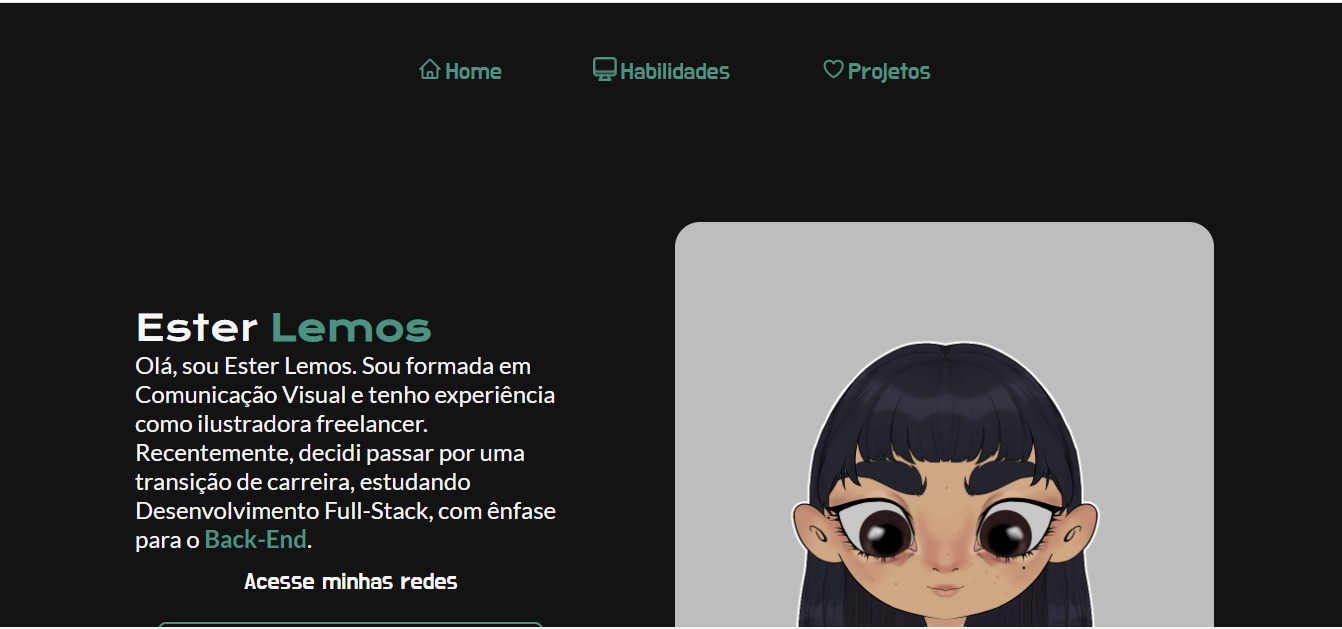 Home
Habilidades
Projetos
Ester Lemos
Olá, sou Ester Lemos. Sou formada em
Comunicação Visual e tenho experiência
como ilustradora freelancer.
Recentemente, decidi passar por uma
transição de carreira, estudando
Desenvolvimento Full-Stack, com ênfase
para o Back-End.
Acesse minhas redes